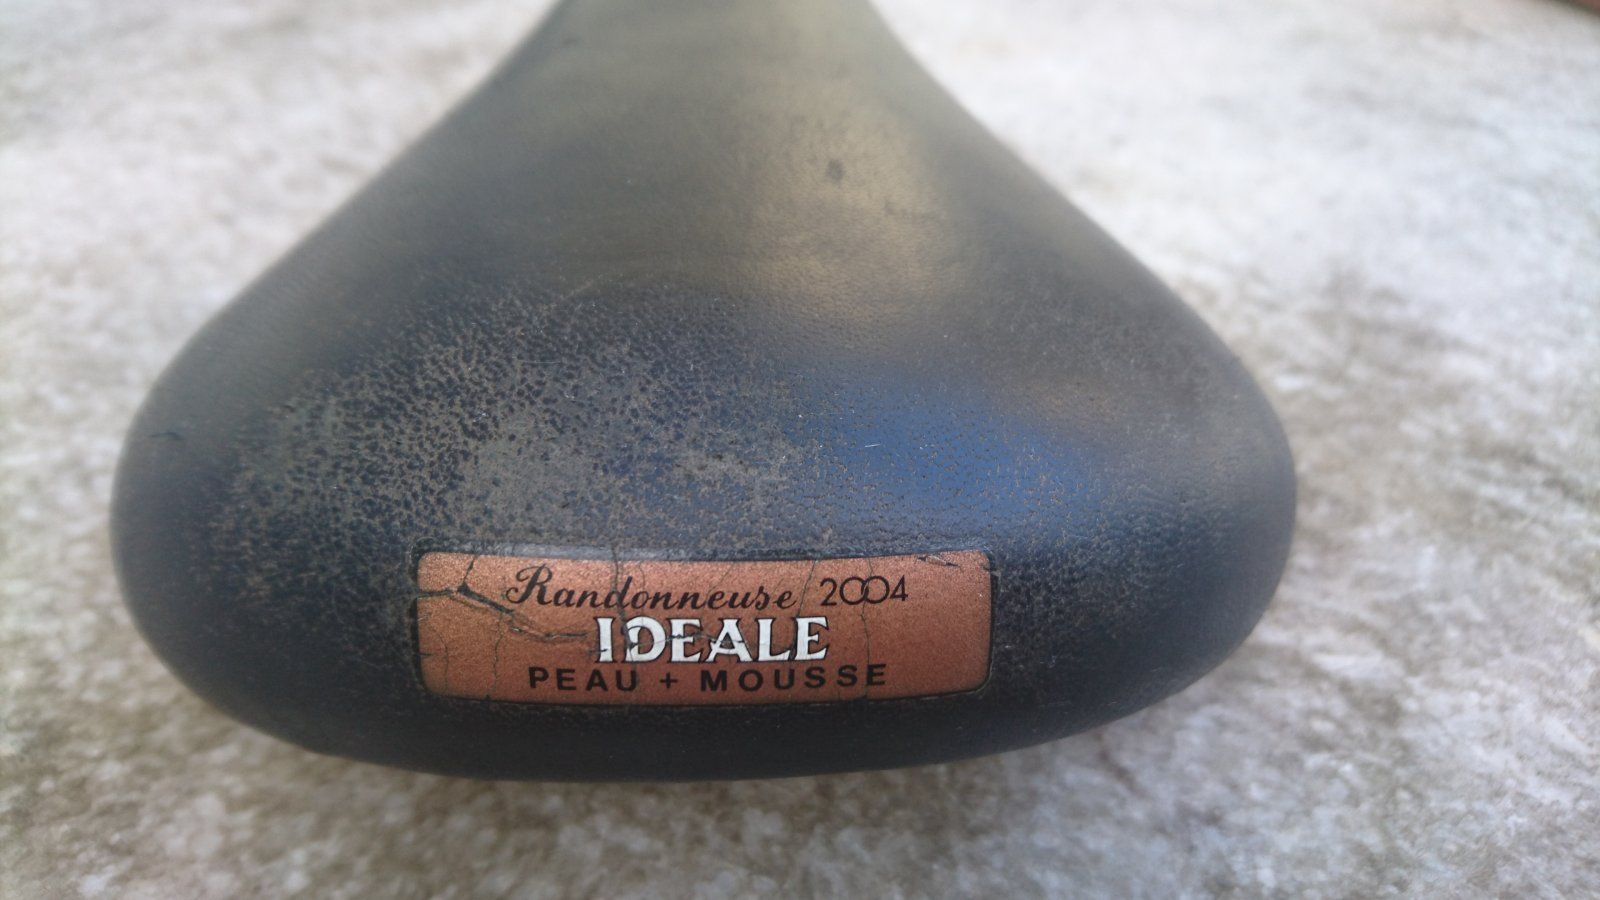 Randonneuse 2004
IDEALE
PEAU + MOUSSE